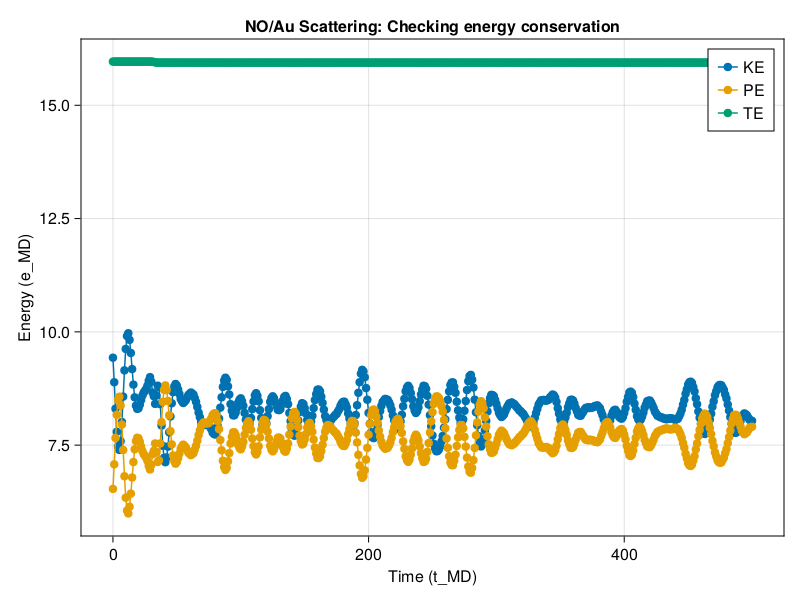 NO/Au Scattering: Checking energy conservation
KE
PE
TE
15.0
12.5
10.0
7.5
Energy (e_MD)
0
200
400
Time (t_MD)